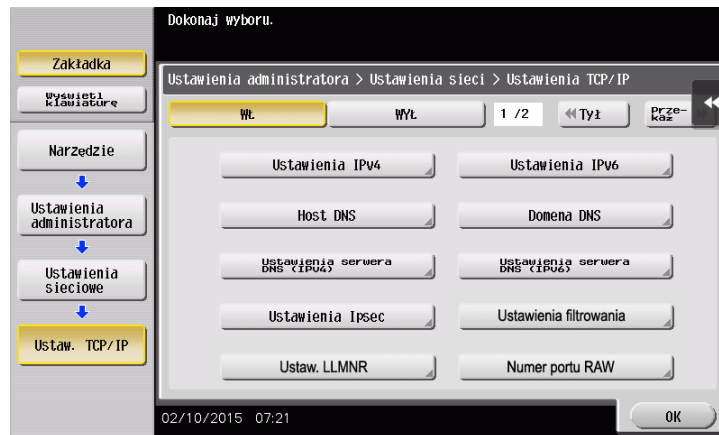 Dokonaj wyboru.
Zakładka
Wyświetl
klawiaturę
Narzędzie
Ustawienia
administratora
Ustawienia
sieciowe
Ustaw. TCP/IP
Ustawienia administratora > Ustawienia sieci > Ustawienia TCP/IP
WŁ
WYŁ
1 /2
Tył
Prze-
każ
Ustawienia IPv4
Ustawienia IPv6
Host DNS
Domena DNS
Ustawienia serwera
DNS (IPv4)
Ustawienia serwera
DNS (IPv6)
Ustawienia Ipsec
Ustawienia filtrowania
Ustaw. LLMNR
Numer portu RAW
02/10/2015 07:21
OK